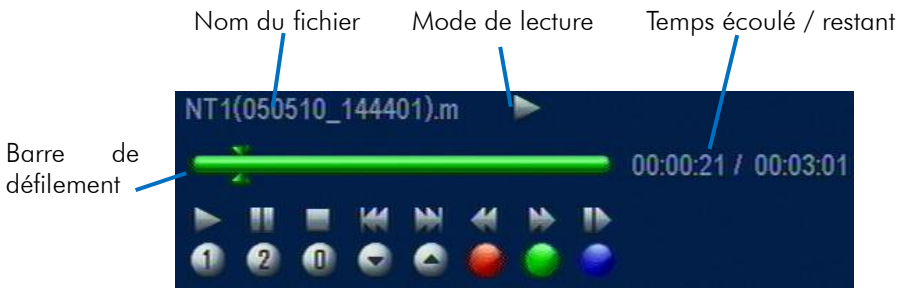 Nom du fichier Mode de lecture Temps écoulé / restant
NT1(050510_144401).m
Barre de
défilement
00:00:21 / 00:03:01
1 2 0